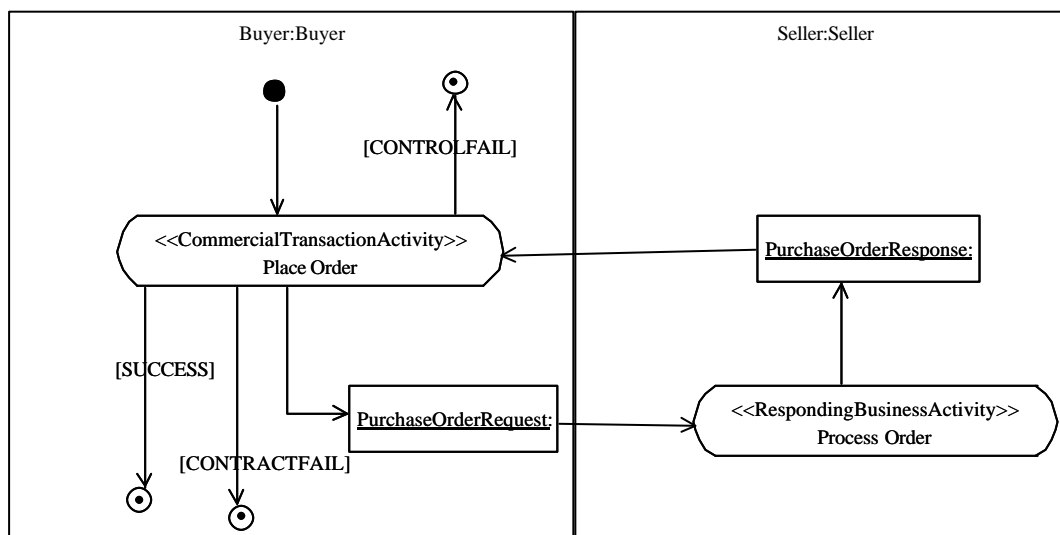 Buyer:Buyer
Seller:Seller
[CONTROLFAIL]
<<CommercialTransactionActivity>>
Place Order
PurchaseOrderResponse:
[SUCCESS]
PurchaseOrderRequest:
<<RespondingBusinessActivity>>
Process Order
[CONTRACTFAIL]